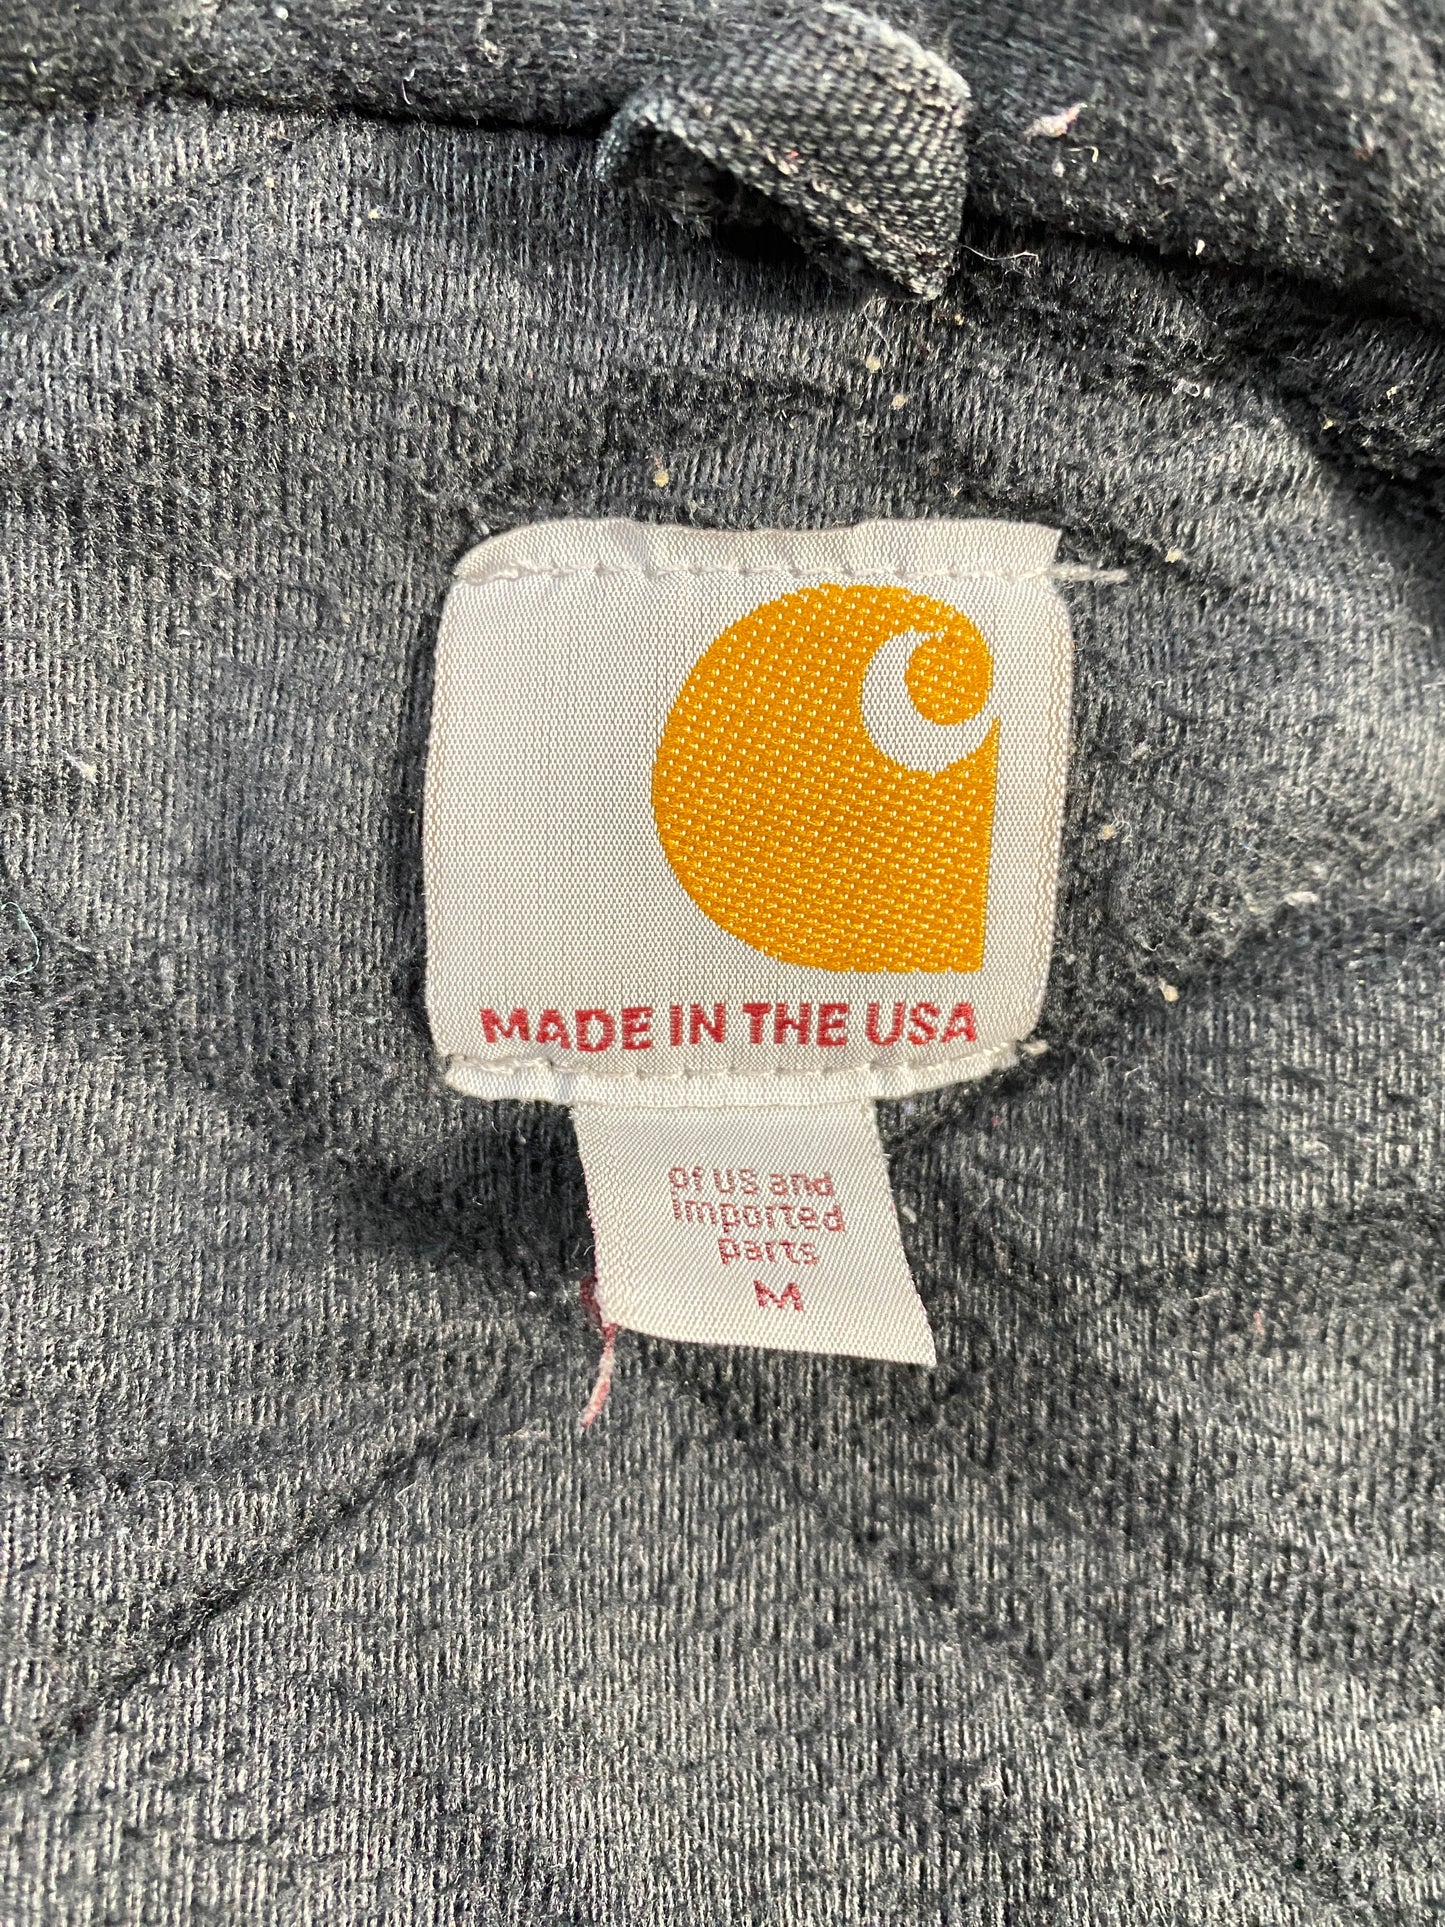 MADE IN THE USA
of US and
imported
parts
M